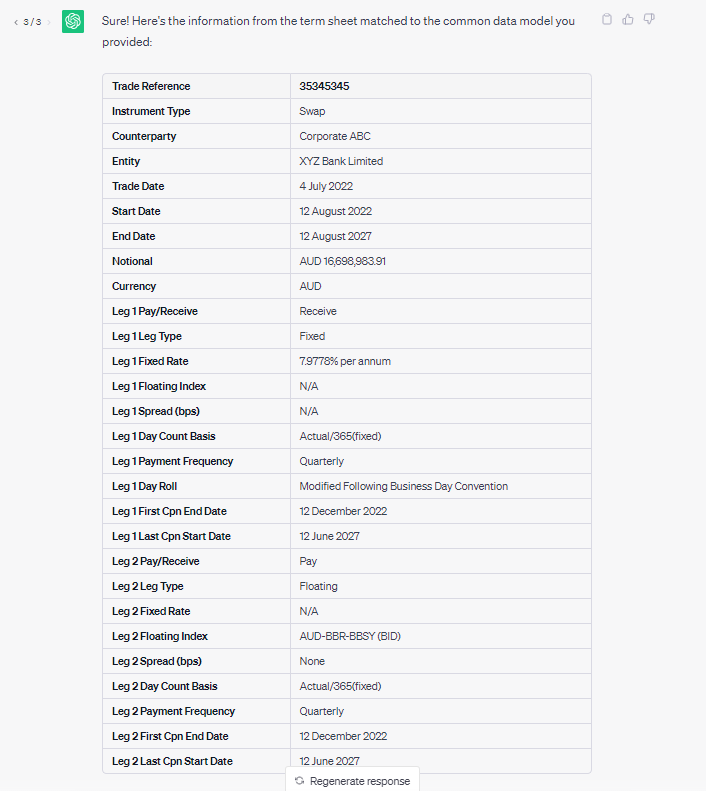 3 / 3
Sure! Here's the information from the term sheet matched to the common data model you
provided:
Trade Reference 35345345
Instrument Type Swap
Counterparty Corporate ABC
Entity XYZ Bank Limited
Trade Date 4 July 2022
Start Date 12 August 2022
End Date 12 August 2027
Notional AUD 16,698,983.91
Currency AUD
Leg 1 Pay/Receive Receive
Leg 1 Leg Type Fixed
Leg 1 Fixed Rate 7.9778% per annum
Leg 1 Floating Index N/A
Leg 1 Spread (bps) N/A
Leg 1 Day Count Basis Actual/365(fixed)
Leg 1 Payment Frequency Quarterly
Leg 1 Day Roll Modified Following Business Day Convention
Leg 1 First Cpn End Date 12 December 2022
Leg 1 Last Cpn Start Date 12 June 2027
Leg 2 Pay/Receive Pay
Leg 2 Leg Type Floating
Leg 2 Fixed Rate N/A
Leg 2 Floating Index AUD-BBR-BBSY (BID)
Leg 2 Spread (bps) None
Leg 2 Day Count Basis Actual/365(fixed)
Leg 2 Payment Frequency Quarterly
Leg 2 First Cpn End Date 12 December 2022
Leg 2 Last Cpn Start Date 12 June 2027
Regenerate response